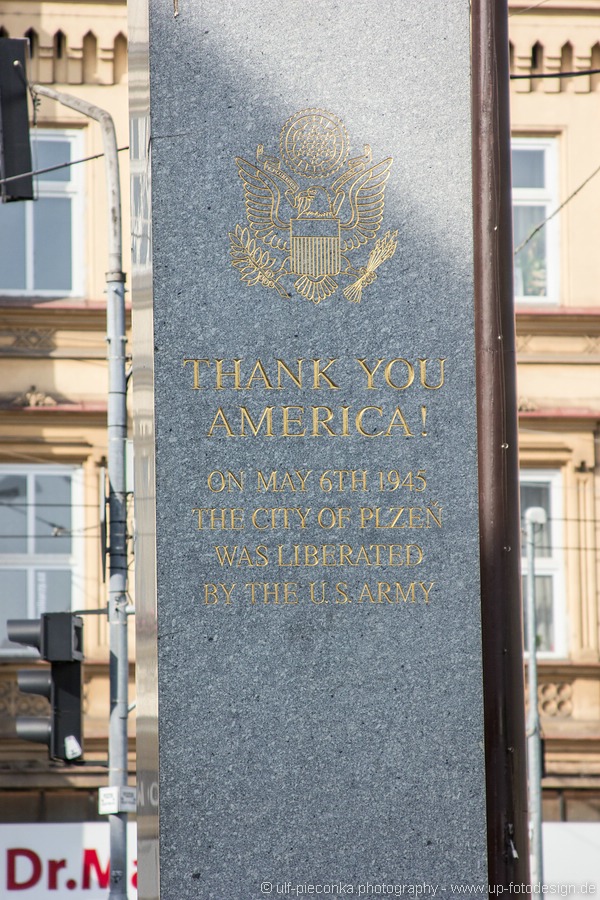 THANK YOU
AMERICA!
ON MAY 6TH 1945
THE CITY OF PLZEŇ
WAS LIBERATED
BY THE U.S. ARMY
Dr.M
© ulf-pieconka.photography - www.up-fotodesign.de